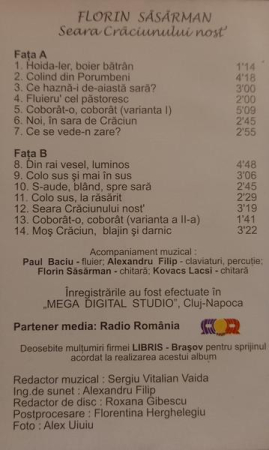 FLORIN SĂSĂRMAN
Seara Crăciunului nost'
Faţa A
1. Hoida-ler, boier bătrân 1'14
2. Colind din Porumbeni 4'18
3. Ce haznă-i de-aiastă sară? 3'00
4. Fluieru' cel păstoresc 2'00
5. Coborât-o, coborât (varianta I) 5'09
6. Noi, în sara de Crăciun 2'45
7. Ce se vede-n zare? 2'55
Faţa B
8. Din rai vesel, luminos 4'48
9. Colo sus şi mai în sus 3'06
10. S-aude, blând, spre sară 2'45
11. Colo sus, la răsărit 2'29
12. Seara Crăciunului nost' 3'19
13. Coborât-o, coborât (varianta a II-a) 1'41
14. Moş Crăciun, blajin şi darnic 3'22
Acompaniament muzical :
Paul Baciu - fluier; Alexandru Filip - claviaturi, percuţie;
Florin Săsărman - chitară; Kovacs Lacsi - chitară
Înregistrările au fost efectuate în
„MEGA DIGITAL STUDIO”, Cluj-Napoca
Partener media: Radio România
Deosebite mulţumiri firmei LIBRIS - Braşov pentru sprijinul
acordat la realizarea acestui album
Redactor muzical : Sergiu Vitalian Vaida
Ing.de sunet : Alexandru Filip
Redactor de disc : Roxana Gibescu
Postprocesare : Florentina Herghelegiu
Foto : Alex Uiuiu